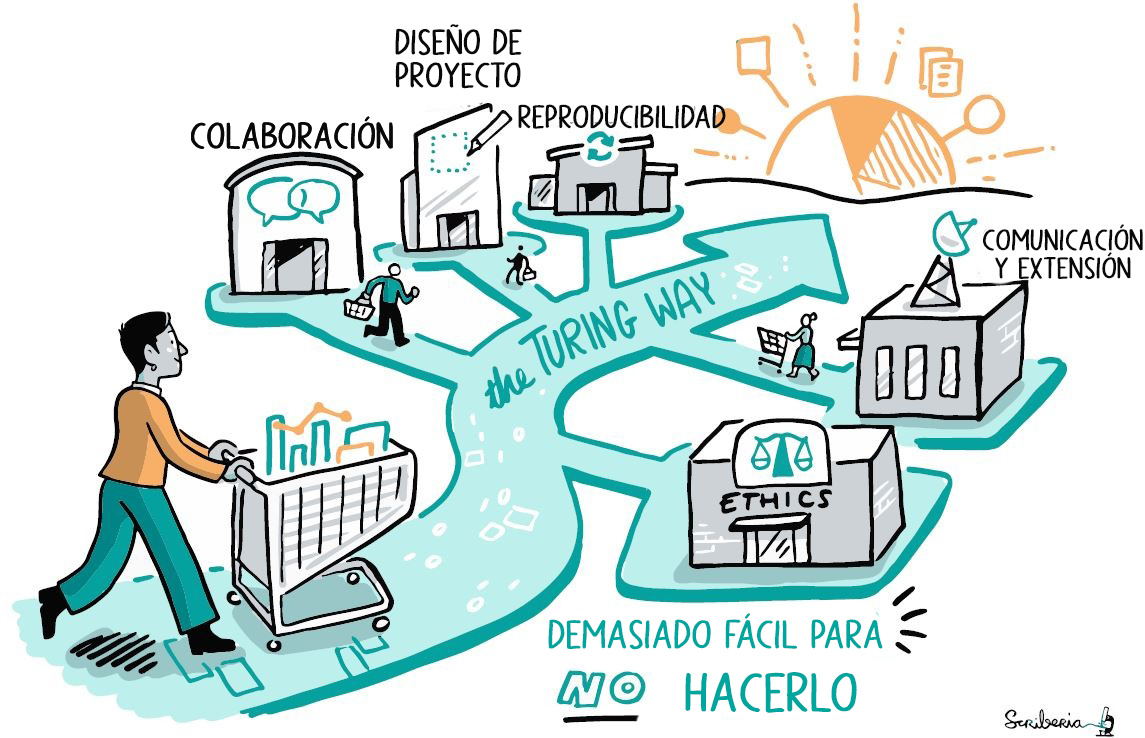 DISEÑO DE
PROYECTO
COLABORACIÓN
REPRODUCIBILIDAD
COMUNICACIÓN
Y EXTENSIÓN
the TURING WAY
ETHICS
DEMASIADO FÁCIL PARA
NO HACERLO
Scriberia